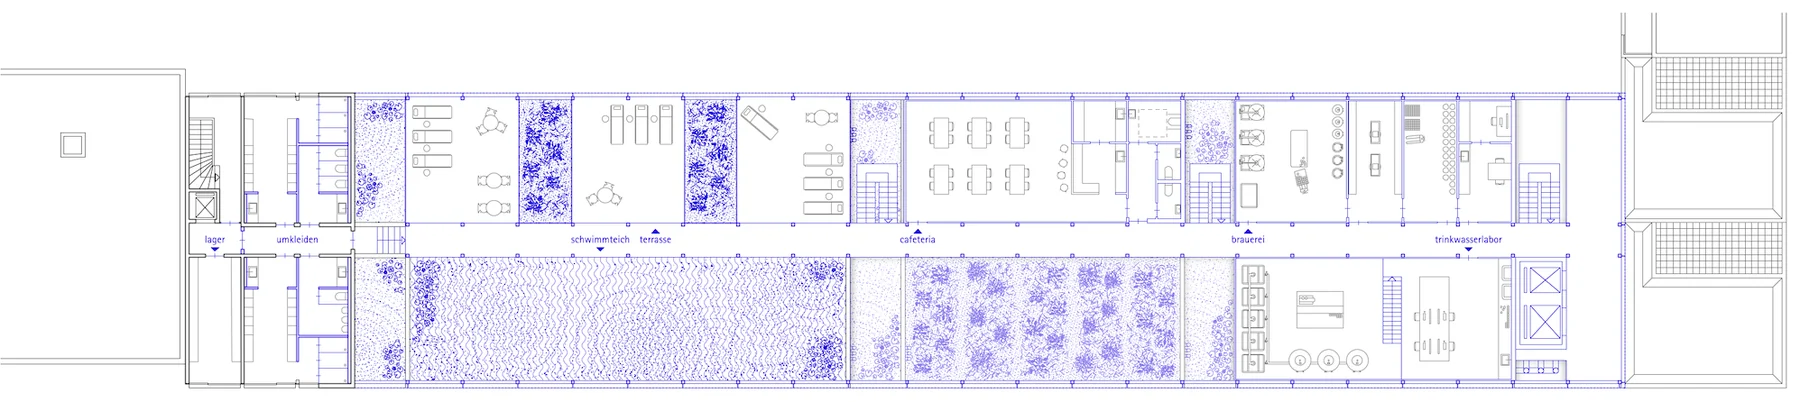 lager
umkleiden
schwimmteich
terrasse
cafeteria
brauerei
trinkwasserlabor